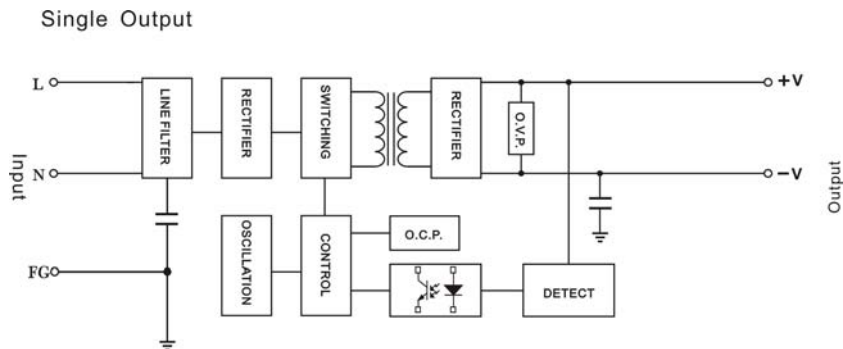 Single Output
L
LINE FILTER
RECTIFIER
SWITCHING
RECTIFIER
O.V.P.
+V
Input
N
-V
Output
FG
OSCILLATION
CONTROL
O.C.P.
DETECT